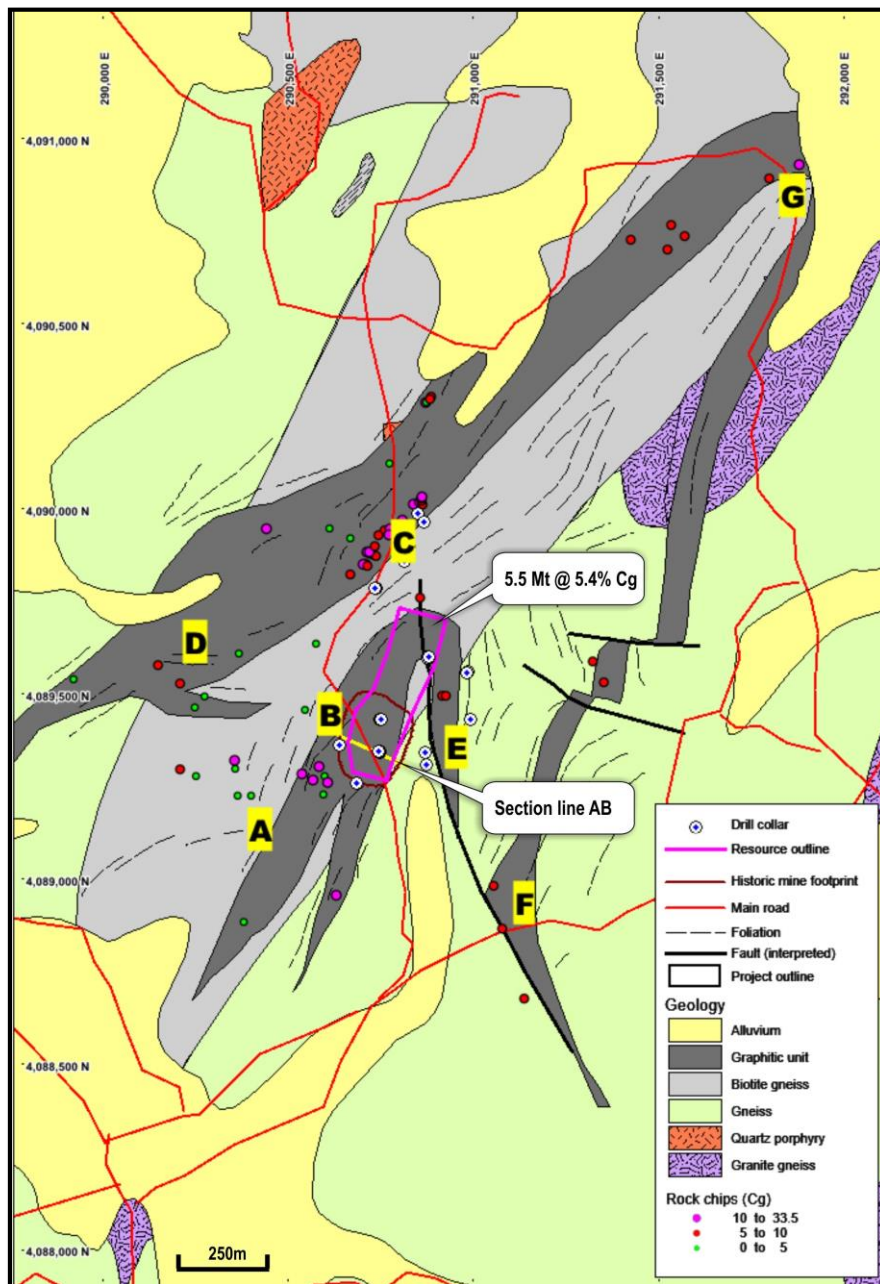 290,000 E
290,500 E
291,000 E
291,500 E
292,000 E
4,091,000 N
G
4,090,500 N
4,090,000 N
C
5.5 Mt @ 5.4% Cg
D
4,089,500 N
B
E
Section line AB
A
4,089,000 N
F
4,088,500 N
4,088,000 N
250m
Drill collar
Resource outline
Historic mine footprint
Main road
Foliation
Fault (interpreted)
Project outline
Geology
Alluvium
Graphitic unit
Biotite gneiss
Gneiss
Quartz porphyry
Granite gneiss
Rock chips (Cg)
10 to 33.5
5 to 10
0 to 5